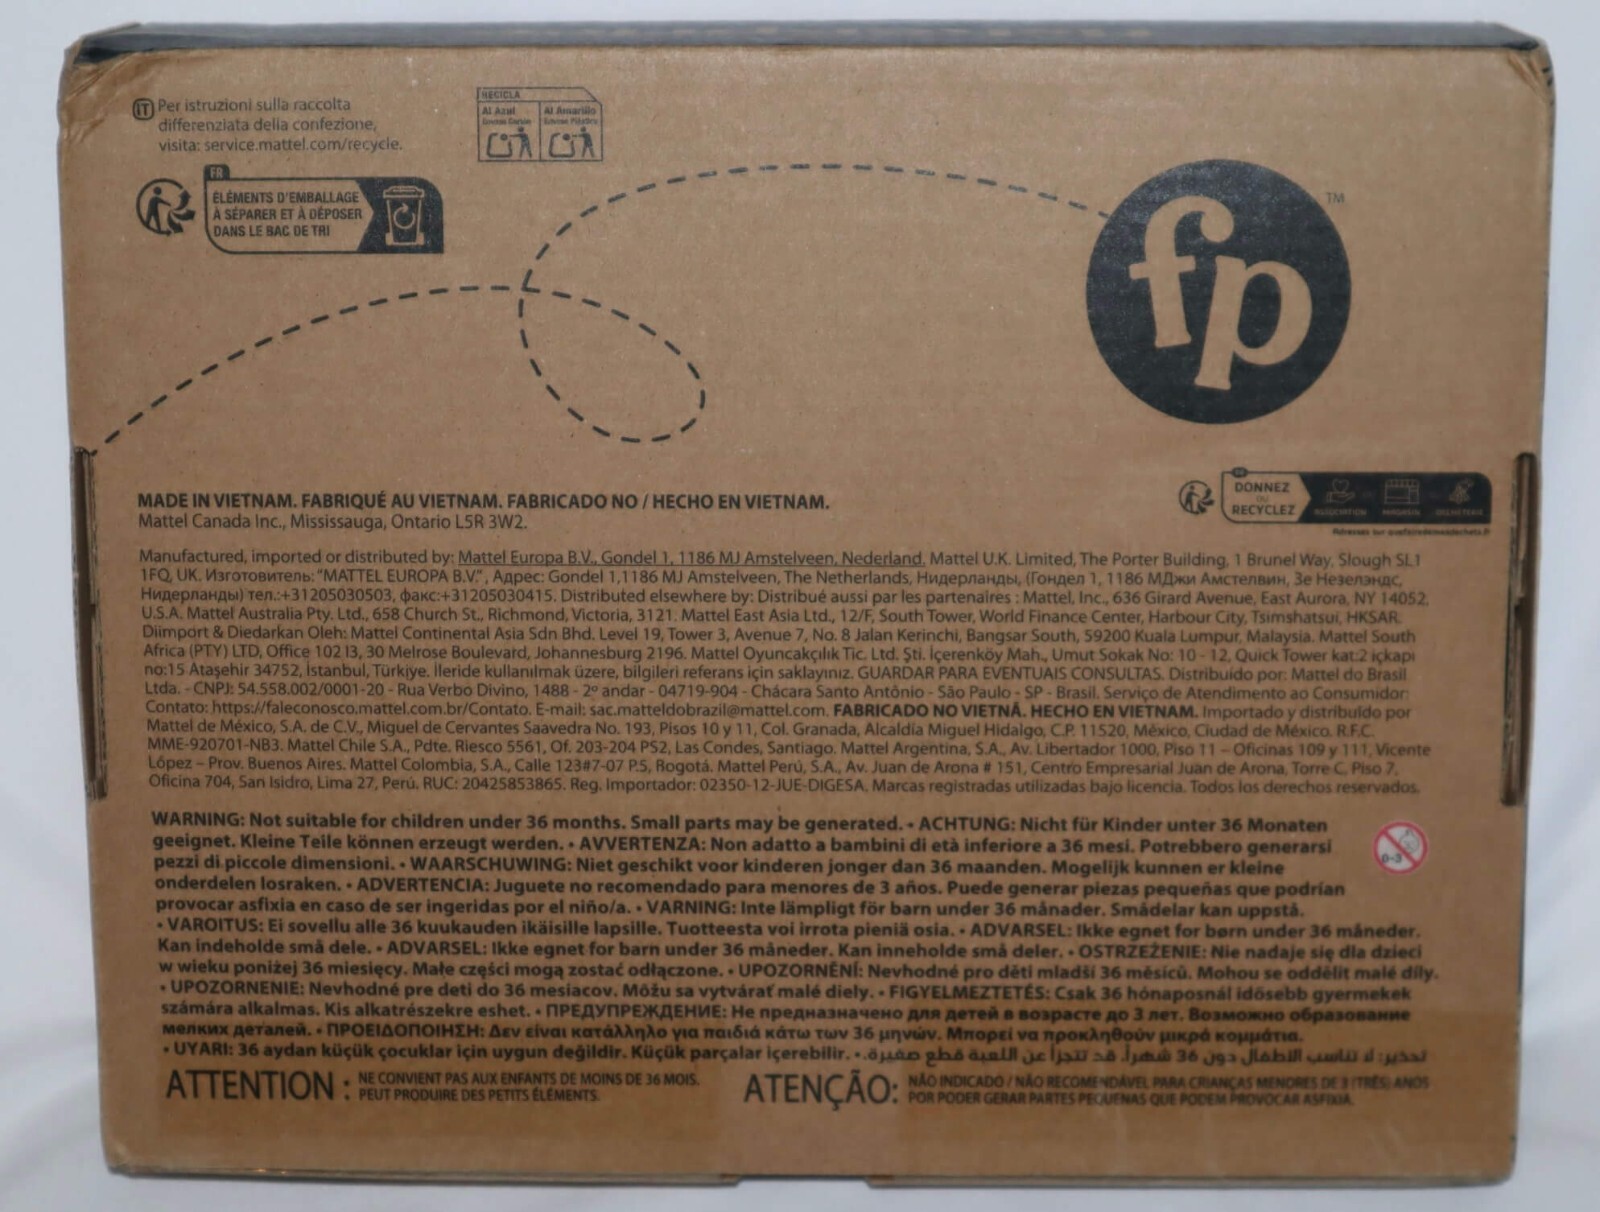 IT Per istruzioni sulla raccolta
differenziata della confezione,
visita: service.mattel.com/recycle.
RECICLA
Al Azul
Al Amarillo
FR
ÉLÉMENTS D'EMBALLAGE
À SÉPARER ET À DÉPOSER
DANS LE BAC DE TRI
fp TM
MADE IN VIETNAM. FABRIQUÉ AU VIETNAM. FABRICADO NO / HECHO EN VIETNAM.
Mattel Canada Inc., Mississauga, Ontario L5R 3W2.
DONNEZ
OU
RECYCLEZ
Manufactured, imported or distributed by: Mattel Europa B.V., Gondel 1, 1186 MJ Amstelveen, Nederland. Mattel U.K. Limited, The Porter Building, 1 Brunel Way, Slough SL1
1FQ, UK. Изготовитель: "MATTEL EUROPA B.V.", Адрес: Gondel 1,1186 MJ Amstelveen, The Netherlands, Нидерланды, (Гондел 1, 1186 МДжи Амстелвин, Зе Незелэндс,
Нидерланды) тел.:+31205030503, факс:+31205030415. Distributed elsewhere by: Distribué aussi par les partenaires : Mattel, Inc., 636 Girard Avenue, East Aurora, NY 14052,
U.S.A. Mattel Australia Pty. Ltd., 658 Church St., Richmond, Victoria, 3121. Mattel East Asia Ltd., 12/F, South Tower, World Finance Center, Harbour City, Tsimshatsui, HKSAR.
Diimport & Diedarkan Oleh: Mattel Continental Asia Sdn Bhd. Level 19, Tower 3, Avenue 7, No. 8 Jalan Kerinchi, Bangsar South, 59200 Kuala Lumpur, Malaysia. Mattel South
Africa (PTY) LTD, Office 102 I3, 30 Melrose Boulevard, Johannesburg 2196. Mattel Oyuncakçılık Tic. Ltd. Şti. İçerenköy Mah., Umut Sokak No: 10 - 12, Quick Tower kat:2 içkapı
no:15 Ataşehir 34752, İstanbul, Türkiye. İleride kullanılmak üzere, bilgileri referans için saklayınız. GUARDAR PARA EVENTUAIS CONSULTAS. Distribuído por: Mattel do Brasil
Ltda. - CNPJ: 54.558.002/0001-20 - Rua Verbo Divino, 1488 - 2º andar - 04719-904 - Chácara Santo Antônio - São Paulo - SP - Brasil. Serviço de Atendimento ao Consumidor:
Contato: https://faleconosco.mattel.com.br/Contato. E-mail: sac.matteldobrazil@mattel.com. FABRICADO NO VIETNÃ. HECHO EN VIETNAM. Importado y distribuido por
Mattel de México, S.A. de C.V., Miguel de Cervantes Saavedra No. 193, Pisos 10 y 11, Col. Granada, Alcaldía Miguel Hidalgo, C.P. 11520, México, Ciudad de México. R.F.C.
MME-920701-NB3. Mattel Chile S.A., Pdte. Riesco 5561, Of. 203-204 PS2, Las Condes, Santiago. Mattel Argentina, S.A., Av. Libertador 1000, Piso 11 – Oficinas 109 y 111, Vicente
López – Prov. Buenos Aires. Mattel Colombia, S.A., Calle 123#7-07 P.5, Bogotá. Mattel Perú, S.A., Av. Juan de Arona # 151, Centro Empresarial Juan de Arona, Torre C, Piso 7,
Oficina 704, San Isidro, Lima 27, Perú. RUC: 20425853865. Reg. Importador: 02350-12-JUE-DIGESA. Marcas registradas utilizadas bajo licencia. Todos los derechos reservados.
WARNING: Not suitable for children under 36 months. Small parts may be generated. • ACHTUNG: Nicht für Kinder unter 36 Monaten
geeignet. Kleine Teile können erzeugt werden. • AVVERTENZA: Non adatto a bambini di età inferiore a 36 mesi. Potrebbero generarsi
pezzi di piccole dimensioni. • WAARSCHUWING: Niet geschikt voor kinderen jonger dan 36 maanden. Mogelijk kunnen er kleine
onderdelen losraken. • ADVERTENCIA: Juguete no recomendado para menores de 3 años. Puede generar piezas pequeñas que podrían
provocar asfixia en caso de ser ingeridas por el niño/a. • VARNING: Inte lämpligt för barn under 36 månader. Smådelar kan uppstå.
• VAROITUS: Ei sovellu alle 36 kuukauden ikäisille lapsille. Tuotteesta voi irrota pieniä osia. • ADVARSEL: Ikke egnet for børn under 36 måneder.
Kan indeholde små dele. • ADVARSEL: Ikke egnet for barn under 36 måneder. Kan inneholde små deler. • OSTRZEŻENIE: Nie nadaje się dla dzieci
w wieku poniżej 36 miesięcy. Małe części mogą zostać odłączone. • UPOZORNĚNÍ: Nevhodné pro děti mladší 36 měsíců. Mohou se oddělit malé díly.
• UPOZORNENIE: Nevhodné pre deti do 36 mesiacov. Môžu sa vytvárať malé diely. • FIGYELMEZTETÉS: Csak 36 hónaposnál idősebb gyermekek
számára alkalmas. Kis alkatrészekre eshet. • ПРЕДУПРЕЖДЕНИЕ: Не предназначено для детей в возрасте до 3 лет. Возможно образование
мелких деталей. • ΠΡΟΕΙΔΟΠΟΙΗΣΗ: Δεν είναι κατάλληλο για παιδιά κάτω των 36 μηνών. Μπορεί να προκληθούν μικρά κομμάτια.
• UYARI: 36 aydan küçük çocuklar için uygun değildir. Küçük parçalar içerebilir. • تحذير: لا تناسب الأطفال دون 36 شهراً. قد تتجزأ عن اللعبة قطع صغيرة.
0-3
ATTENTION : NE CONVIENT PAS AUX ENFANTS DE MOINS DE 36 MOIS.
PEUT PRODUIRE DES PETITS ÉLÉMENTS.
ATENÇÃO: NÃO INDICADO / NÃO RECOMENDÁVEL PARA CRIANÇAS MENORES DE 3 (TRÊS) ANOS
POR PODER GERAR PARTES PEQUENAS QUE PODEM PROVOCAR ASFIXIA.